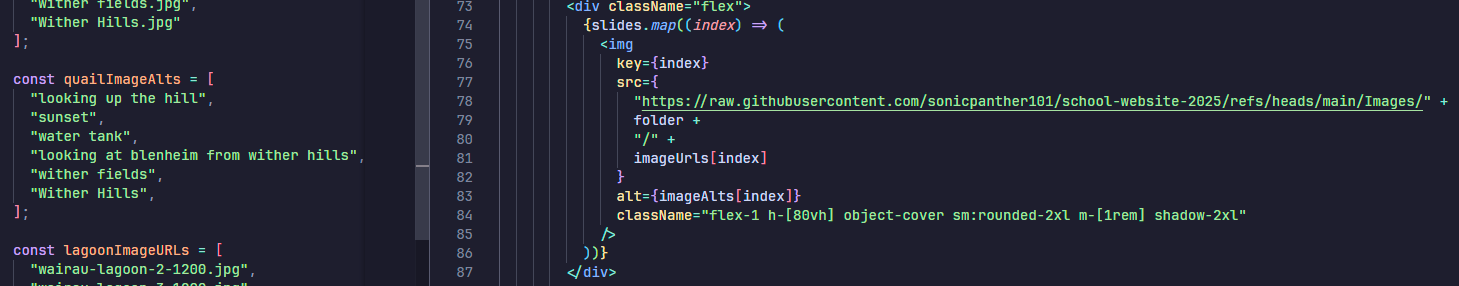 "Wither fields.jpg",
"Wither Hills.jpg"
];
const quailImageAlts = [
"looking up the hill",
"sunset",
"water tank",
"looking at blenheim from wither hills",
"wither fields",
"Wither Hills",
];
const lagoonImageURLs = [
"wairau-lagoon-2-1200.jpg",
73 <div className="flex">
74 {slides.map((index) => (
75 <img
76 key={index}
77 src={
78 "https://raw.githubusercontent.com/sonicpanther101/school-website-2025/refs/heads/main/Images/" +
79 folder +
80 "/" +
81 imageUrls[index]
82 }
83 alt={imageAlts[index]}
84 className="flex-1 h-[80vh] object-cover sm:rounded-2xl m-[1rem] shadow-2xl"
85 />
86 ))}
87 </div>